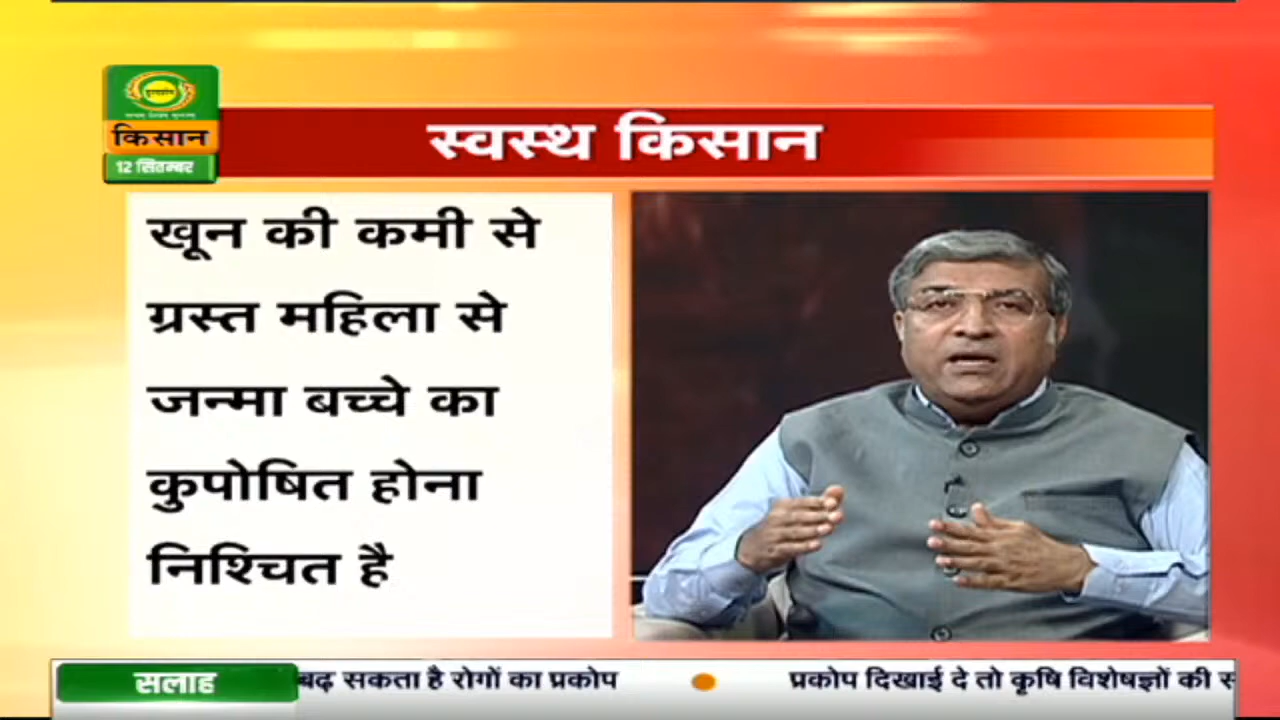 किसान
12 सितम्बर
स्वस्थ किसान
खून की कमी से
ग्रस्त महिला से
जन्मा बच्चे का
कुपोषित होना
निश्चित है
सलाह
बढ़ सकता है रोगों का प्रकोप
प्रकोप दिखाई दे तो कृषि विशेषज्ञों की